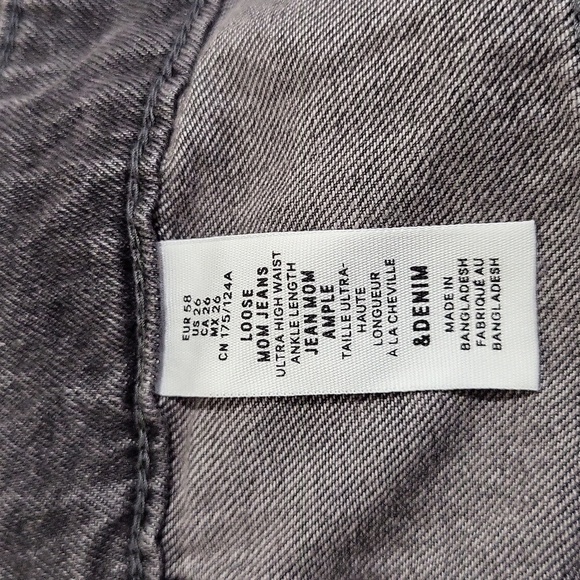 EUR 58
US 26
CA 26
MX 26
CN 175/124A
LOOSE
MOM JEANS
ULTRA HIGH WAIST
ANKLE LENGTH
JEAN MOM
AMPLE
TAILLE ULTRA-
HAUTE
LONGUEUR
À LA CHEVILLE
&DENIM
MADE IN
BANGLADESH
FABRIQUÉ AU
BANGLADESH